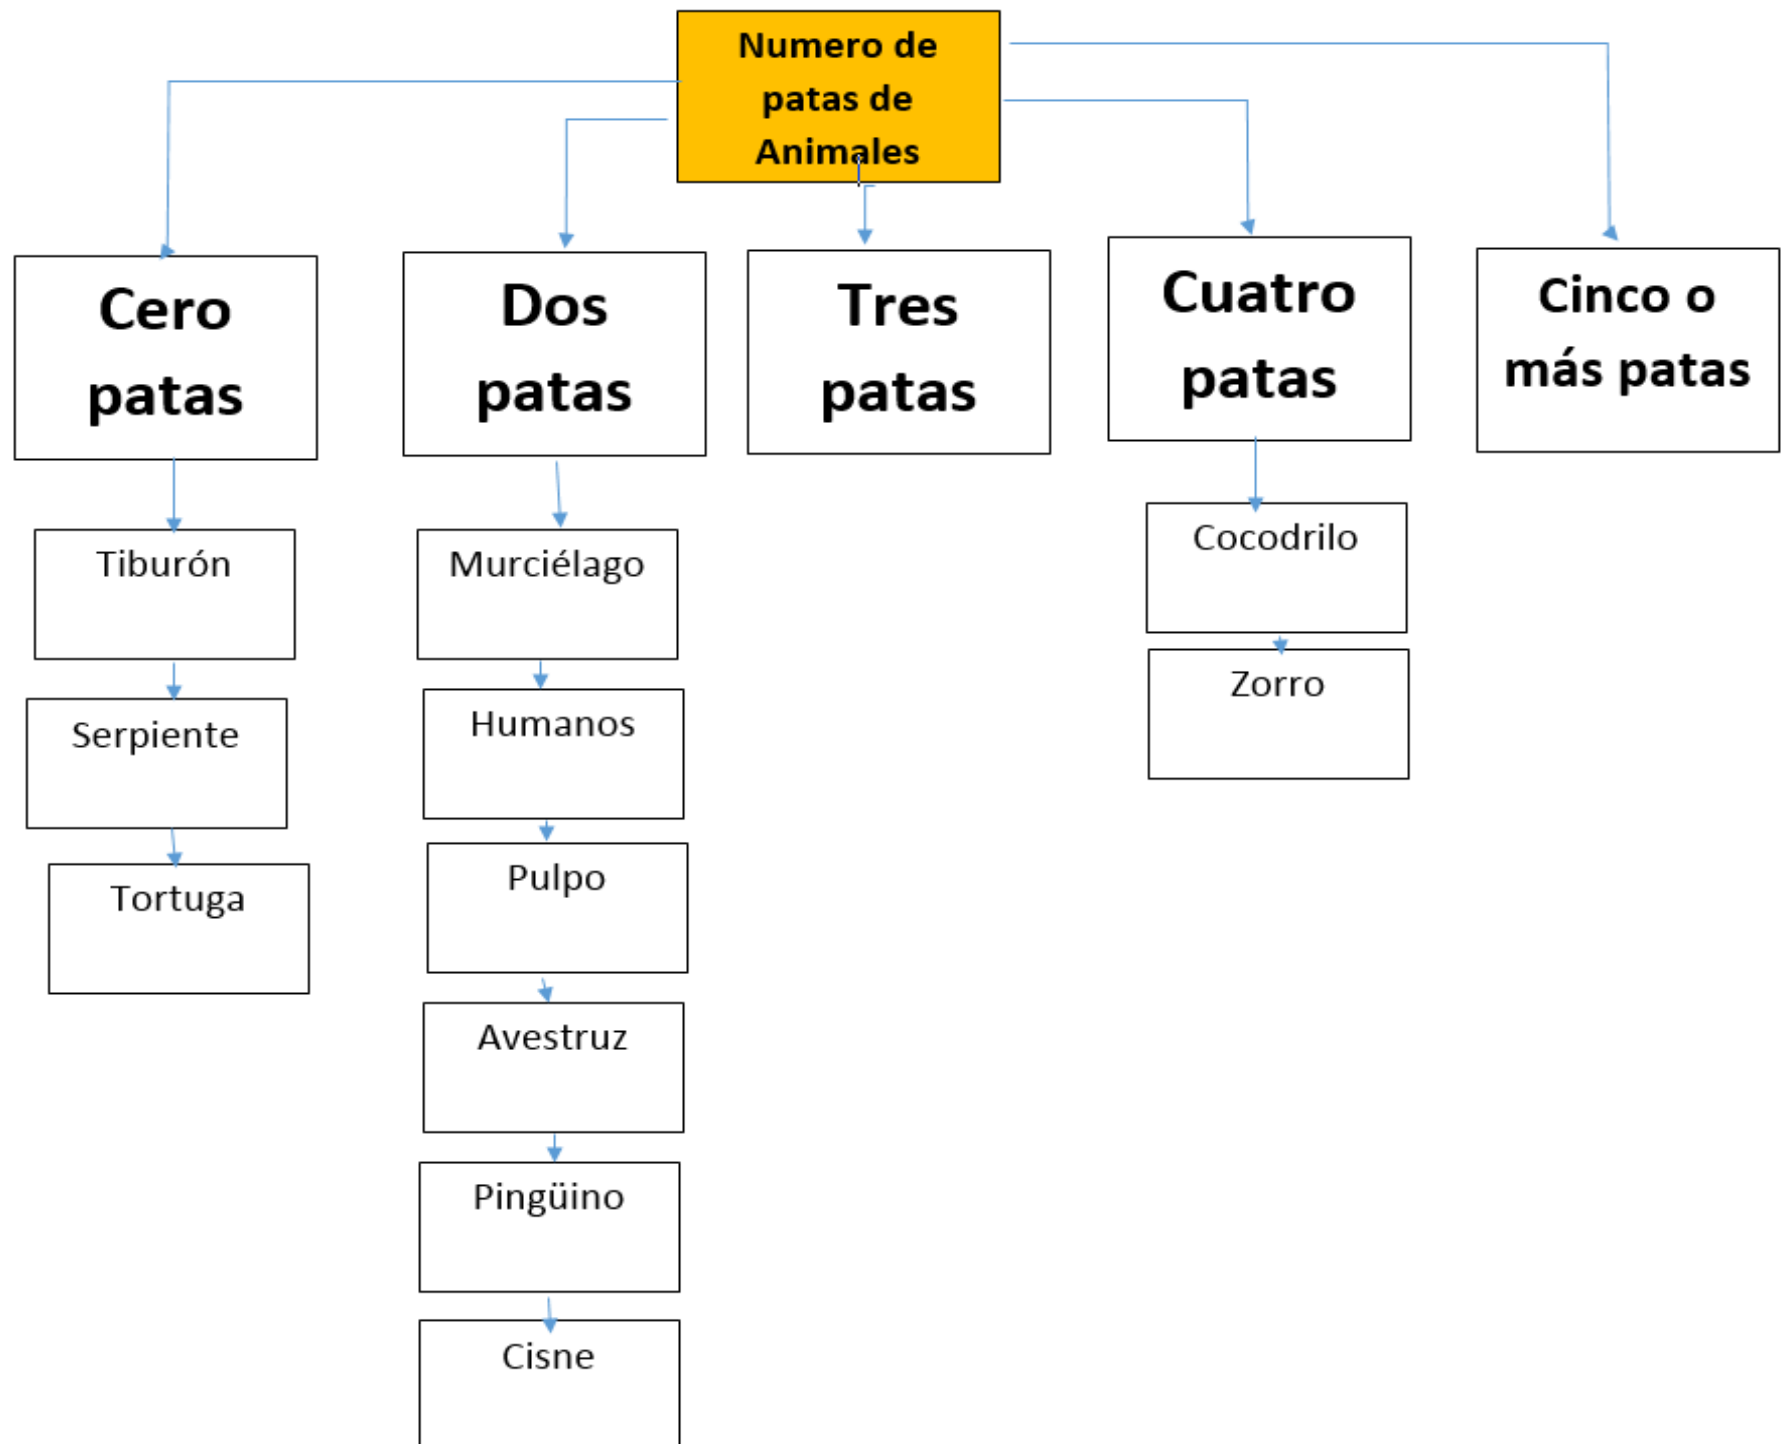 Numero de
patas de
Animales
Cero
patas
Dos
patas
Tres
patas
Cuatro
patas
Cinco o
más patas
Tiburón
Serpiente
Tortuga
Murciélago
Humanos
Pulpo
Avestruz
Pingüino
Cisne
Cocodrilo
Zorro